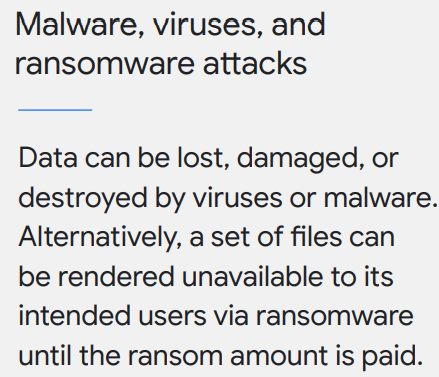 Malware, viruses, and
ransomware attacks
Data can be lost, damaged, or
destroyed by viruses or malware.
Alternatively, a set of files can
be rendered unavailable to its
intended users via ransomware
until the ransom amount is paid.